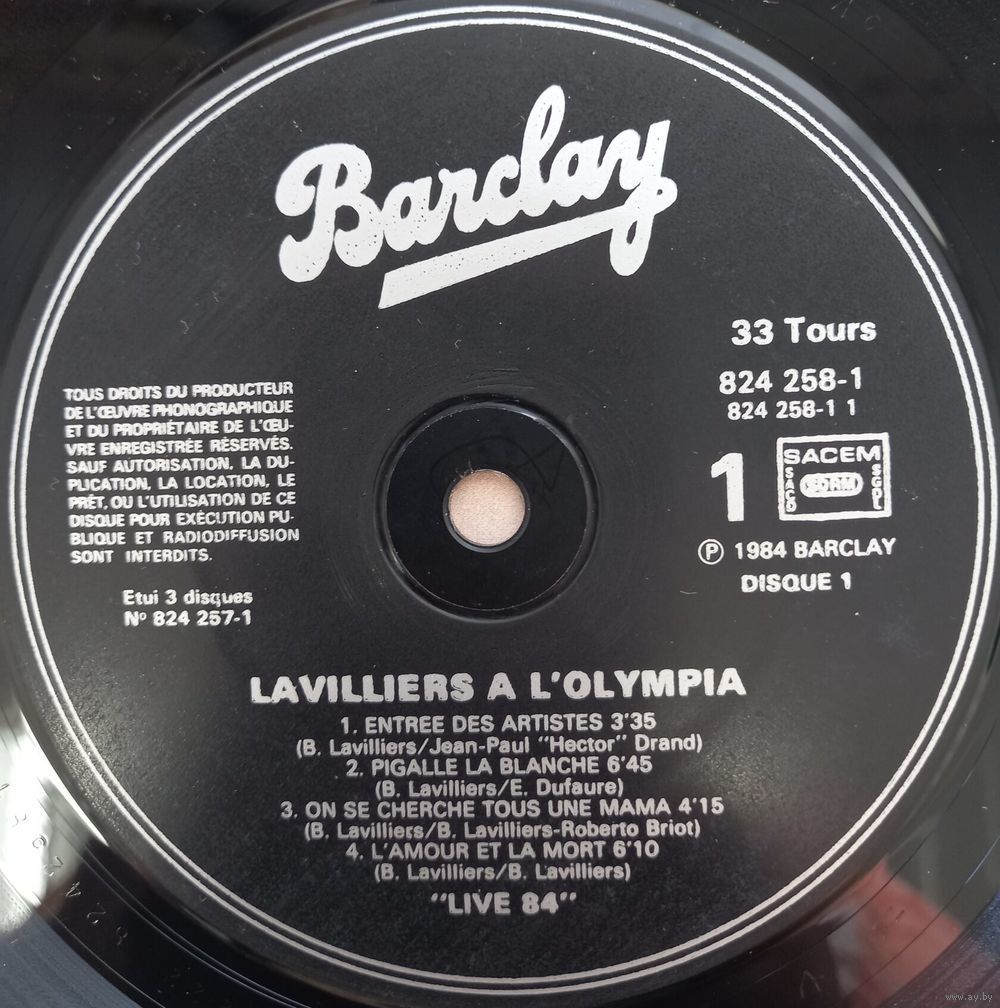 Barclay
33 Tours
824 258-1
824 258-1 1
1
SACEM
SACD
SDRM
SGDL
℗ 1984 BARCLAY
DISQUE 1
TOUS DROITS DU PRODUCTEUR
DE L'ŒUVRE PHONOGRAPHIQUE
ET DU PROPRIÉTAIRE DE L'ŒU-
VRE ENREGISTRÉE RÉSERVÉS.
SAUF AUTORISATION, LA DU-
PLICATION, LA LOCATION, LE
PRÊT, OU L'UTILISATION DE CE
DISQUE POUR EXÉCUTION PU-
BLIQUE ET RADIODIFFUSION
SONT INTERDITS.
Etui 3 disques
Nº 824 257-1
LAVILLIERS A L'OLYMPIA
1. ENTREE DES ARTISTES 3'35
(B. Lavilliers/Jean-Paul "Hector" Drand)
2. PIGALLE LA BLANCHE 6'45
(B. Lavilliers/E. Dufaure)
3. ON SE CHERCHE TOUS UNE MAMA 4'15
(B. Lavilliers/B. Lavilliers-Roberto Briot)
4. L'AMOUR ET LA MORT 6'10
(B. Lavilliers/B. Lavilliers)
"LIVE 84"
www.ay.by